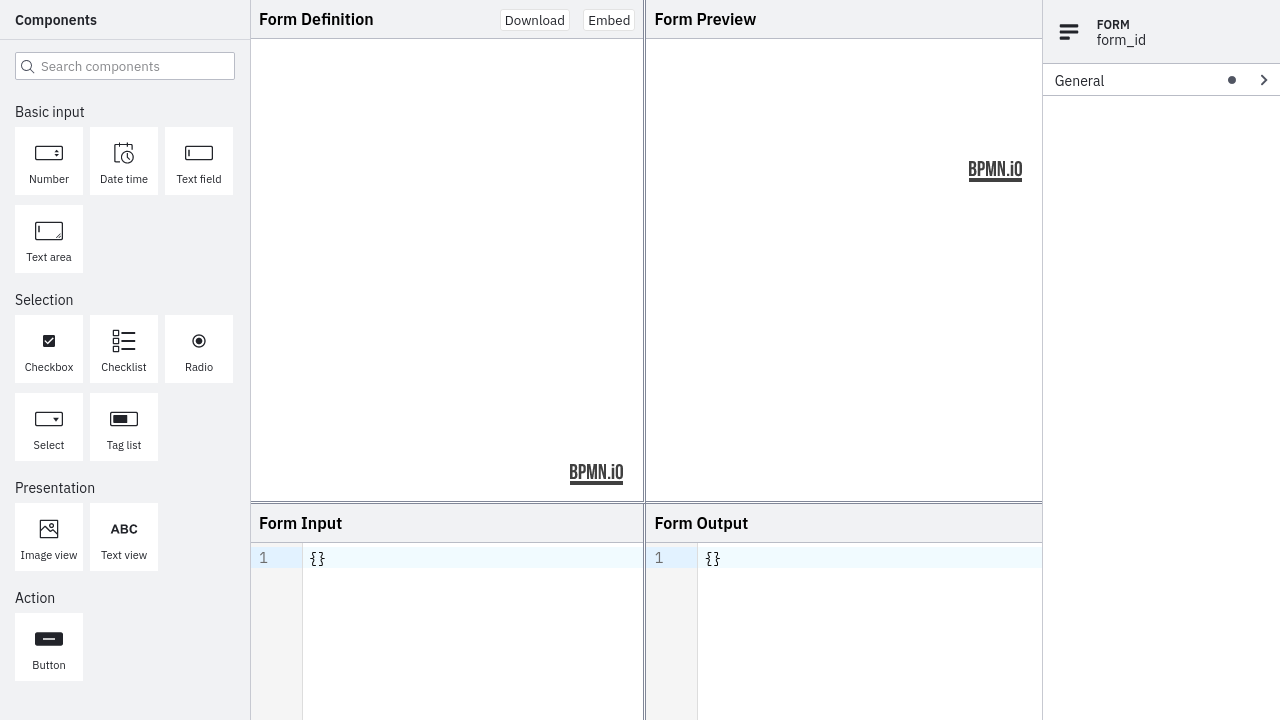 Components
Search components
Basic input
Number
Date time
Text field
Text area
Selection
Checkbox
Checklist
Radio
Select
Tag list
Presentation
Image view
ABC
Text view
Action
Button
Form Definition
Download
Embed
BPMN.iO
Form Preview
BPMN.iO
Form Input
1
{}
Form Output
1
{}
FORM
form_id
General